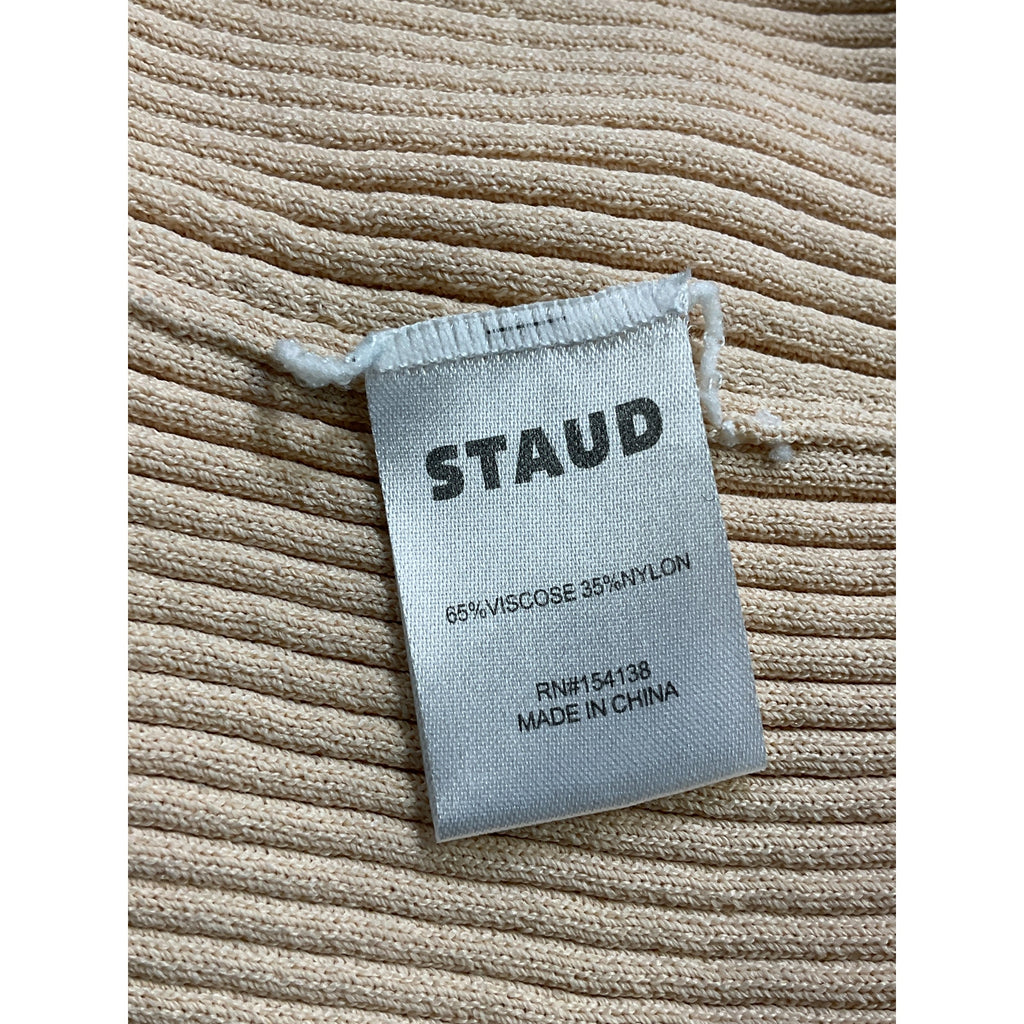 STAUD
65%VISCOSE 35%NYLON
RN#154138
MADE IN CHINA